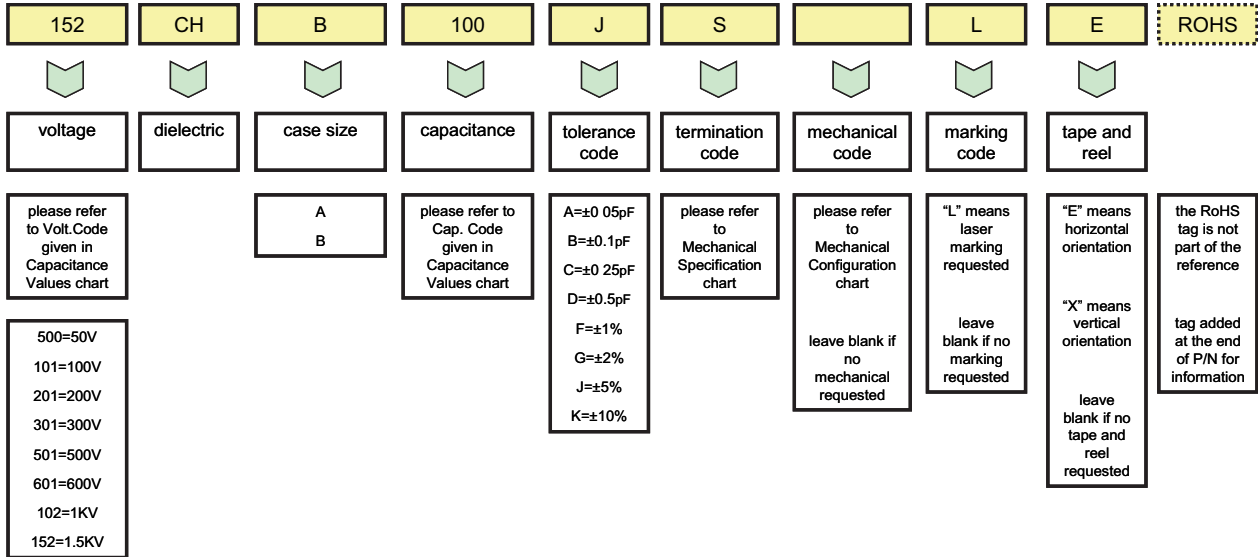 152 CH B 100 J S L E ROHS
voltage
dielectric
case size
capacitance
tolerance
code
termination
code
mechanical
code
marking
code
tape and
reel
please refer
to Volt.Code
given in
Capacitance
Values chart
500=50V
101=100V
201=200V
301=300V
501=500V
601=600V
102=1KV
152=1.5KV
A
B
please refer to
Cap. Code
given in
Capacitance
Values chart
A=±0 05pF
B=±0.1pF
C=±0 25pF
D=±0.5pF
F=±1%
G=±2%
J=±5%
K=±10%
please refer
to
Mechanical
Specification
chart
please refer
to
Mechanical
Configuration
chart
leave blank if
no
mechanical
requested
“L” means
laser
marking
requested
leave
blank if no
marking
requested
“E” means
horizontal
orientation
“X” means
vertical
orientation
leave
blank if no
tape and
reel
requested
the RoHS
tag is not
part of the
reference
tag added
at the end
of P/N for
information